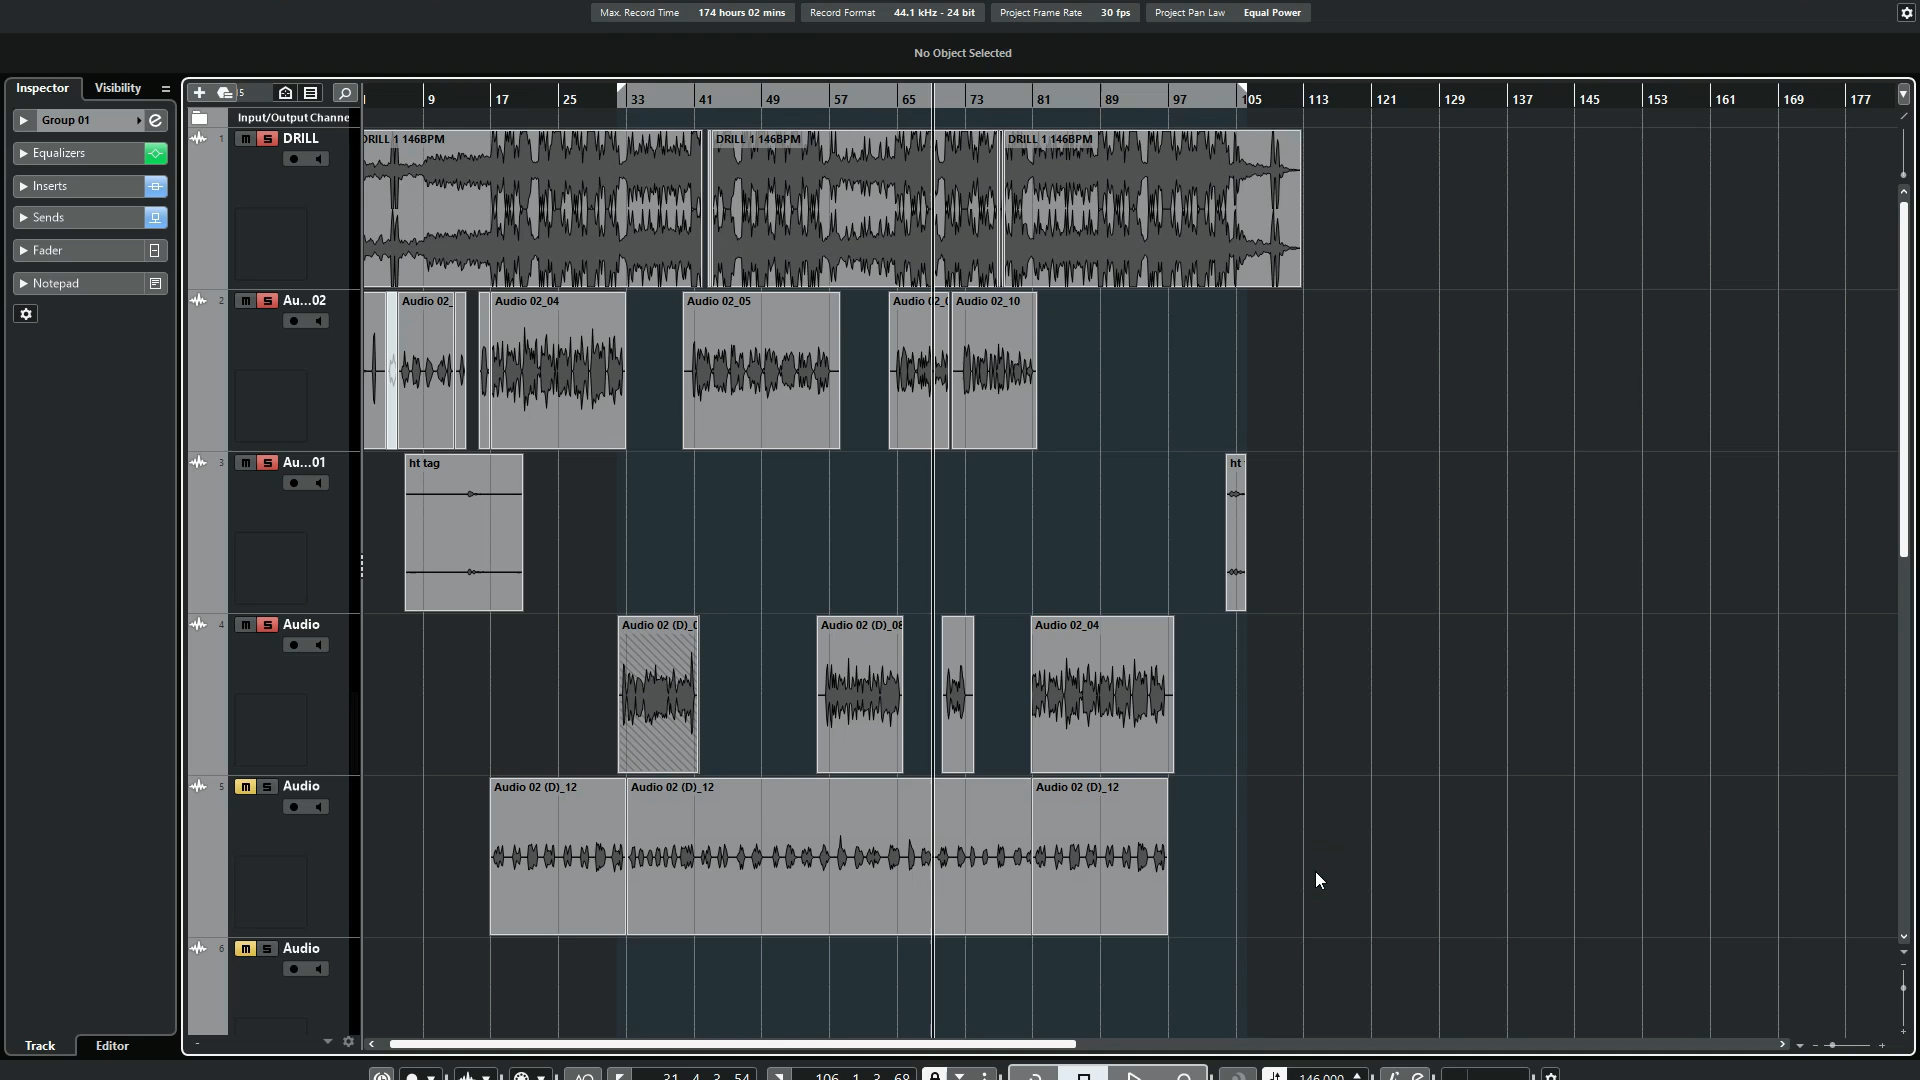 Max. Record Time 174 hours 02 mins Record Format 44.1 kHz - 24 bit Project Frame Rate 30 fps Project Pan Law Equal Power
No Object Selected
Inspector Visibility
Group 01
Equalizers
Inserts
Sends
Fader
Notepad
Track Editor
9 17 25 33 41 49 57 65 73 81 89 97 105 113 121 129 137 145 153 161 169 177
Input/Output Channe
1 m s DRILL
DRILL 1 146BPM DRILL 1 146BPM DRILL 1 146BPM
2 m s Au...02
Audio 02_ Audio 02_04 Audio 02_05 Audio 02_0 Audio 02_10
3 m s Au...01
ht tag ht
4 m s Audio
Audio 02 (D)_0 Audio 02 (D)_08 Audio 02_04
5 m s Audio
Audio 02 (D)_12 Audio 02 (D)_12 Audio 02 (D)_12
6 m s Audio
31 4 3 54 106 1 3 68 146.000